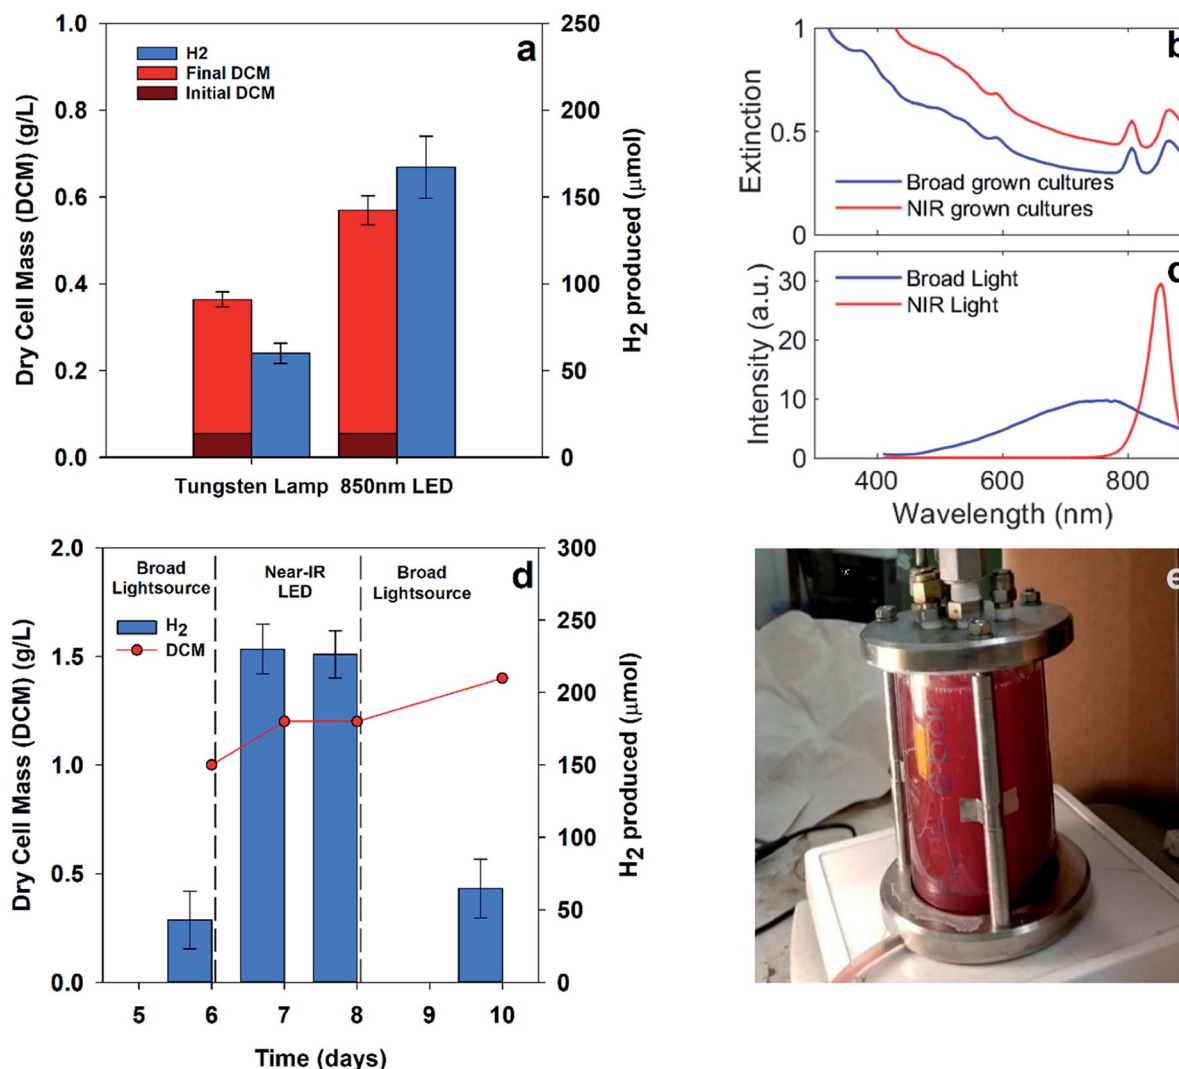 a
H2
Final DCM
Initial DCM
Dry Cell Mass (DCM) (g/L)
1.0
0.8
0.6
0.4
0.2
0.0
250
200
150
100
50
0
H2 produced (μmol)
Tungsten Lamp 850nm LED
b
Extinction
1
0.5
0
Broad grown cultures
NIR grown cultures
Intensity (a.u.)
30
20
10
0
Broad Light
NIR Light
400 600 800
Wavelength (nm)
d
Broad Lightsource
Near-IR LED
Broad Lightsource
H2
DCM
Dry Cell Mass (DCM) (g/L)
2.0
1.5
1.0
0.5
0.0
300
250
200
150
100
50
0
H2 produced (μmol)
5 6 7 8 9 10
Time (days)
e